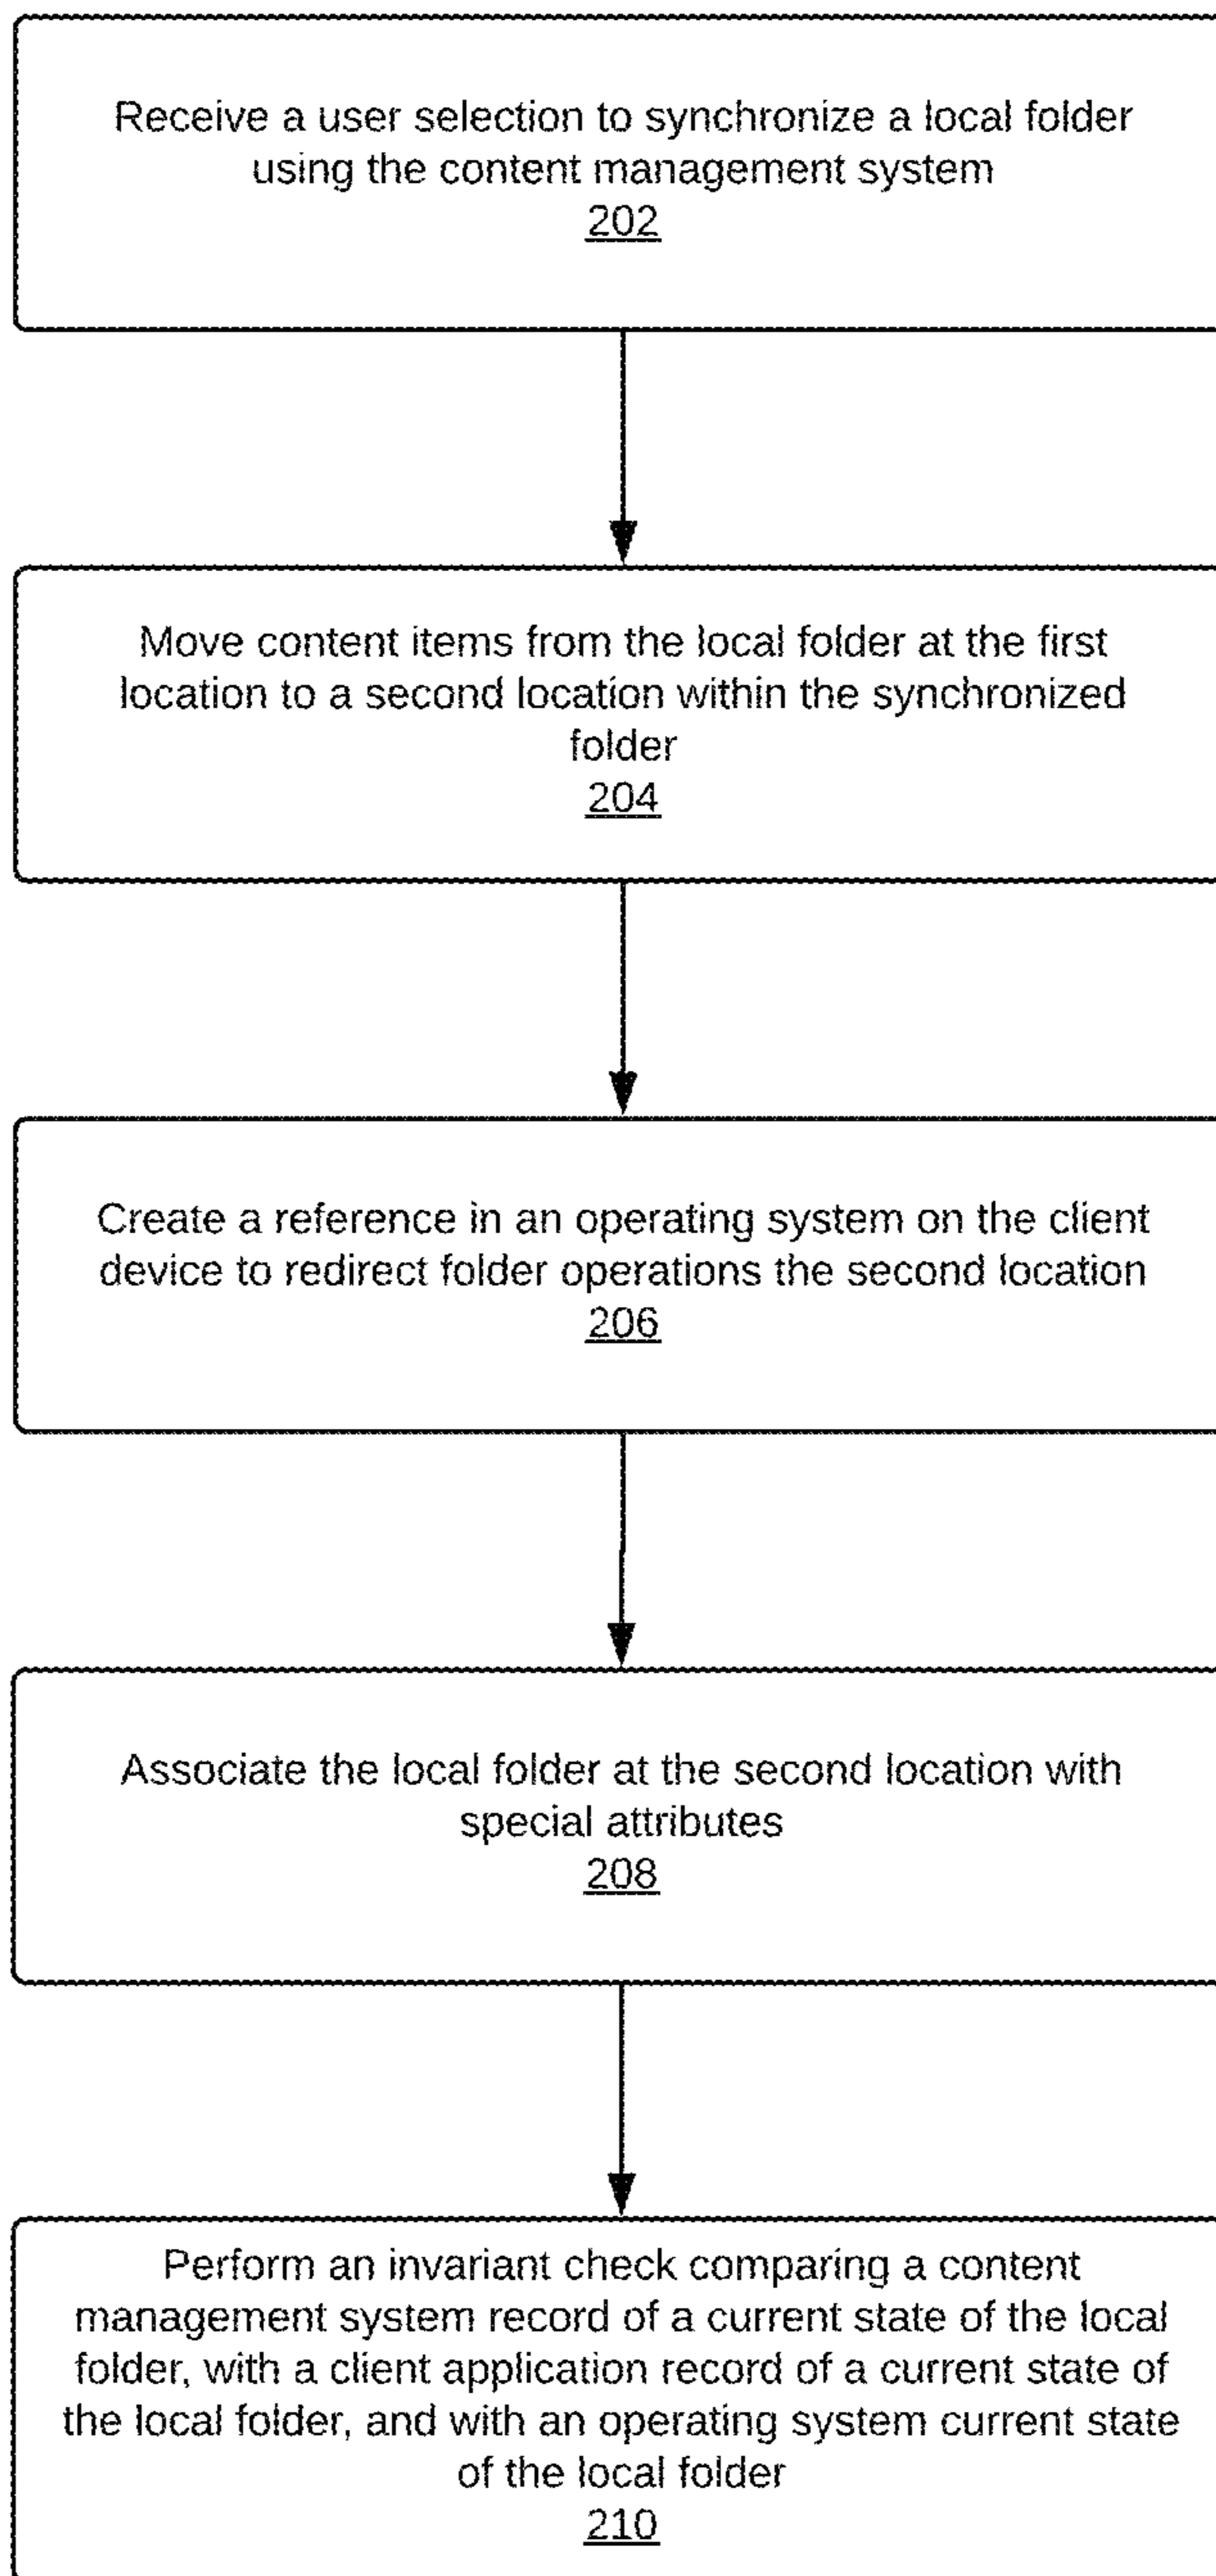 Receive a user selection to synchronize a local folder
using the content management system
202
Move content items from the local folder at the first
location to a second location within the synchronized
folder
204
Create a reference in an operating system on the client
device to redirect folder operations the second location
206
Associate the local folder at the second location with
special attributes
208
Perform an invariant check comparing a content
management system record of a current state of the local
folder, with a client application record of a current state of
the local folder, and with an operating system current state
of the local folder
210